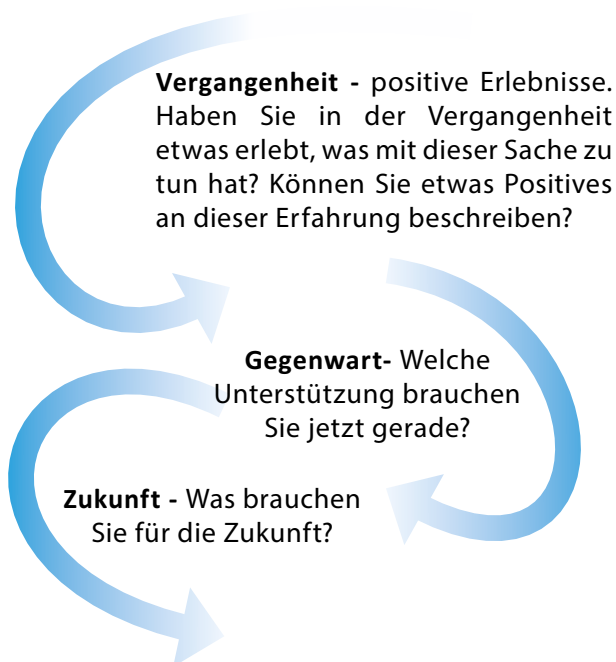 Vergangenheit - positive Erlebnisse.
Haben Sie in der Vergangenheit
etwas erlebt, was mit dieser Sache zu
tun hat? Können Sie etwas Positives
an dieser Erfahrung beschreiben?
Gegenwart- Welche
Unterstützung brauchen
Sie jetzt gerade?
Zukunft - Was brauchen
Sie für die Zukunft?